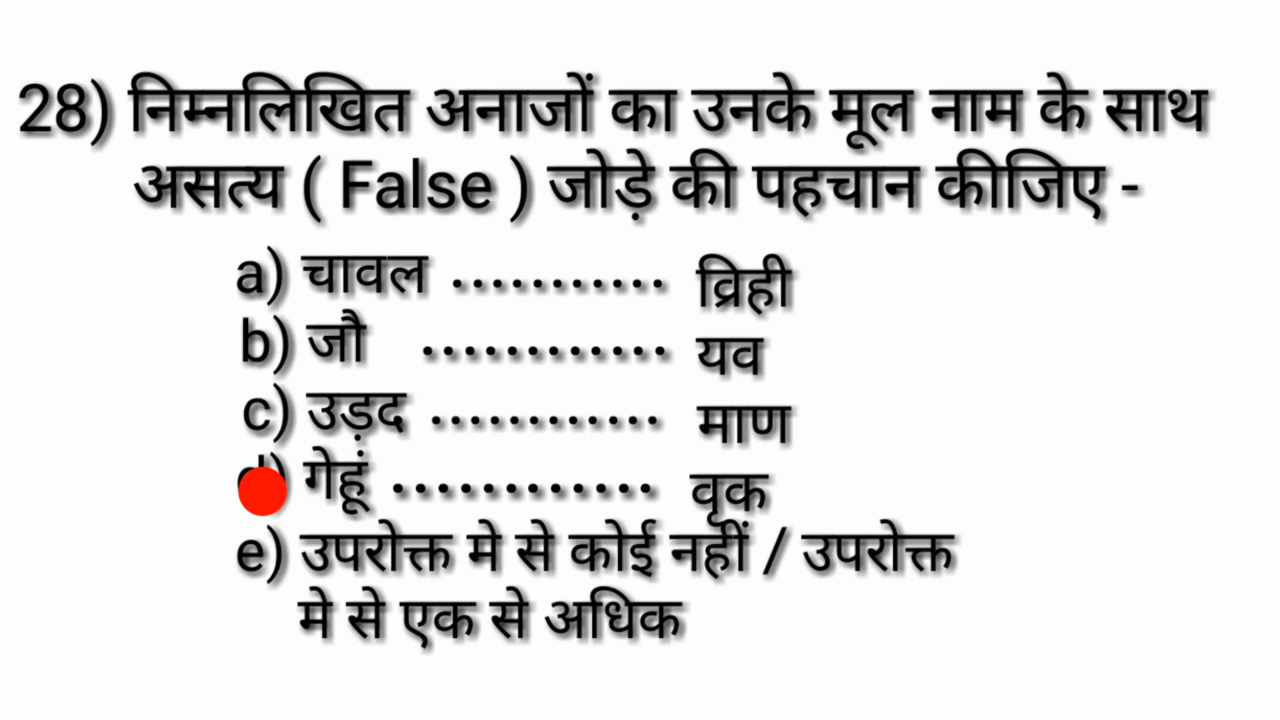 28) निम्नलिखित अनाजों का उनके मूल नाम के साथ
असत्य ( False ) जोड़े की पहचान कीजिए -
a) चावल ........... व्रिही
b) जौ ............ यव
c) उड़द ............ माण
d) गेहूं ............ वृक
e) उपरोक्त मे से कोई नहीं / उपरोक्त
मे से एक से अधिक